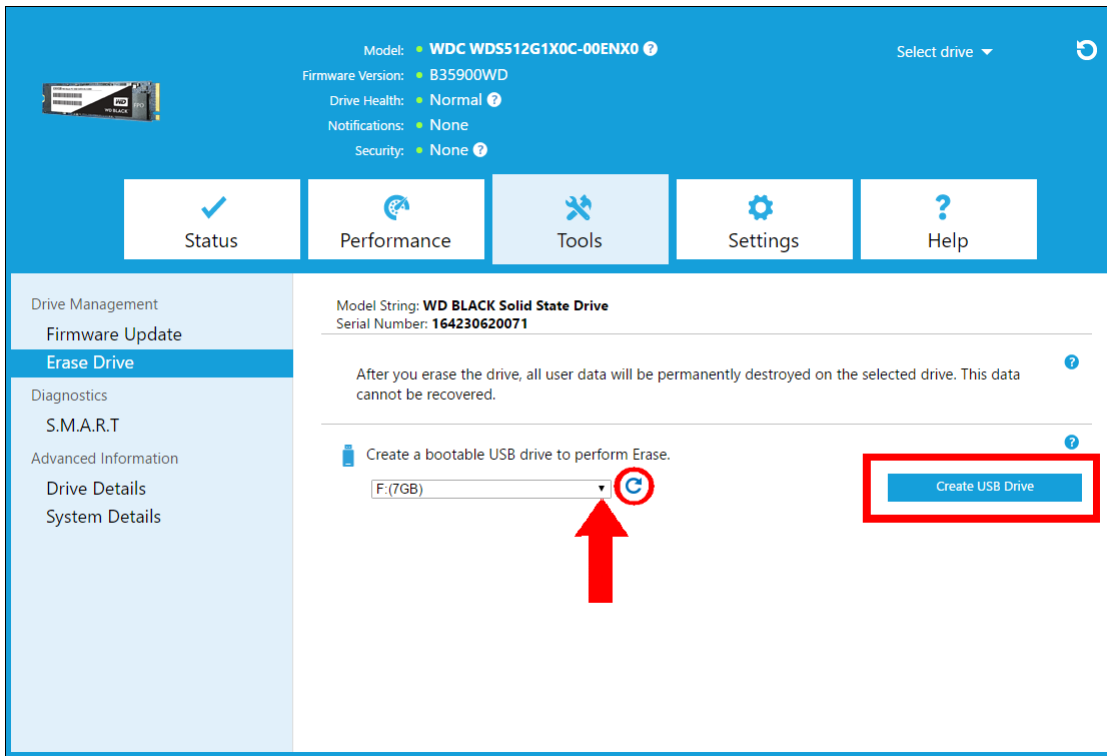 Model: WDC WDS512G1X0C-00ENX0 ?
Select drive
Firmware Version: B35900WD
Drive Health: Normal ?
Notifications: None
Security: None ?
WD
WD BLACK
Status
Performance
Tools
Settings
? Help
Drive Management
Firmware Update
Erase Drive
Diagnostics
S.M.A.R.T
Advanced Information
Drive Details
System Details
Model String: WD BLACK Solid State Drive
Serial Number: 164230620071
After you erase the drive, all user data will be permanently destroyed on the selected drive. This data
cannot be recovered.
?
Create a bootable USB drive to perform Erase.
?
F:(7GB)
Create USB Drive